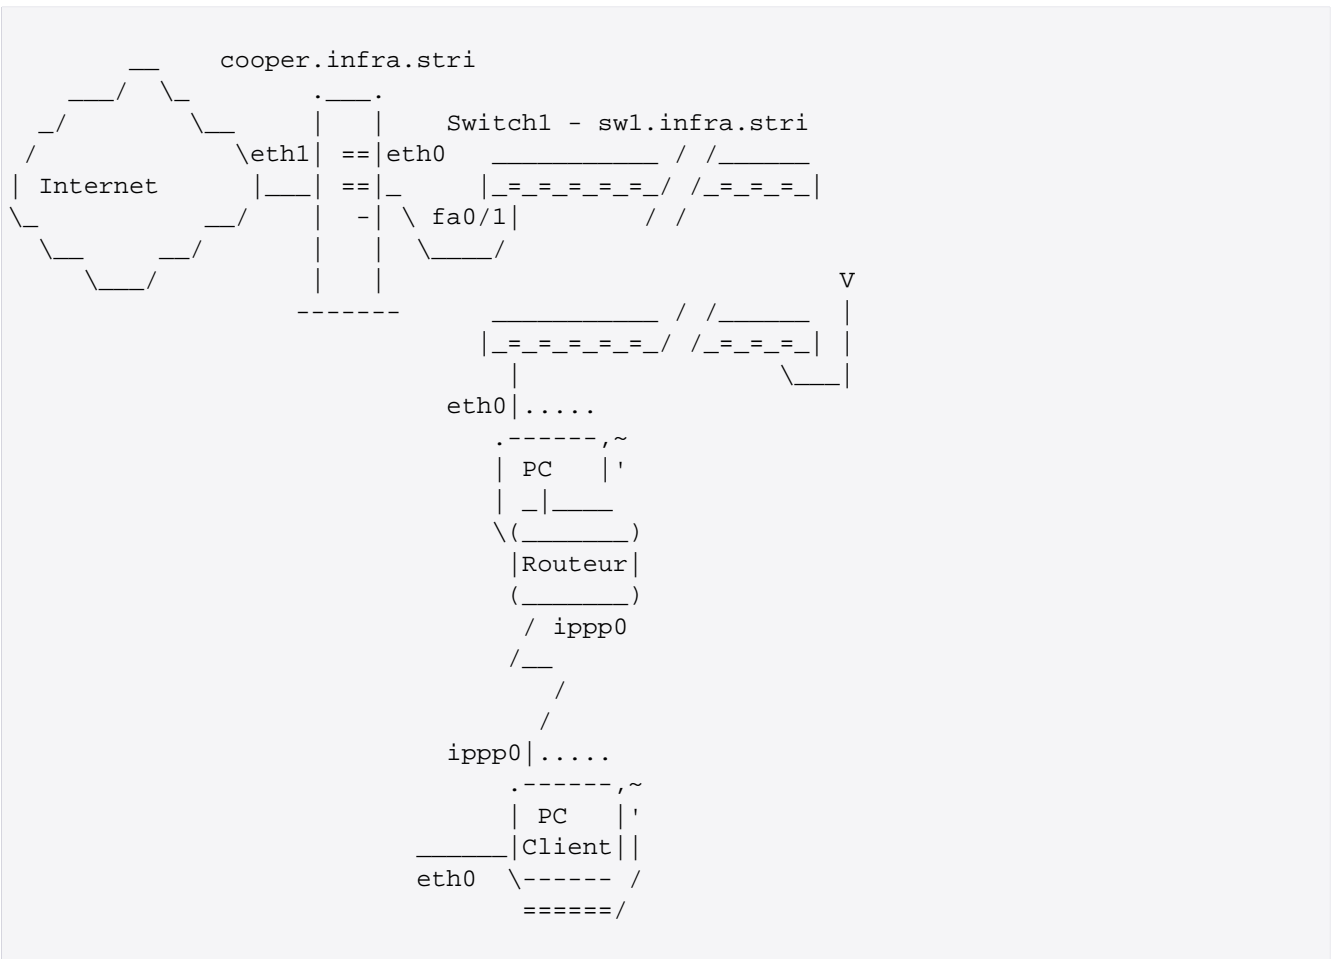 cooper.infra.stri
Switch1 - sw1.infra.stri
eth1 eth0
Internet
fa0/1
V
eth0
PC
Routeur
ippp0
ippp0
PC
Client
eth0